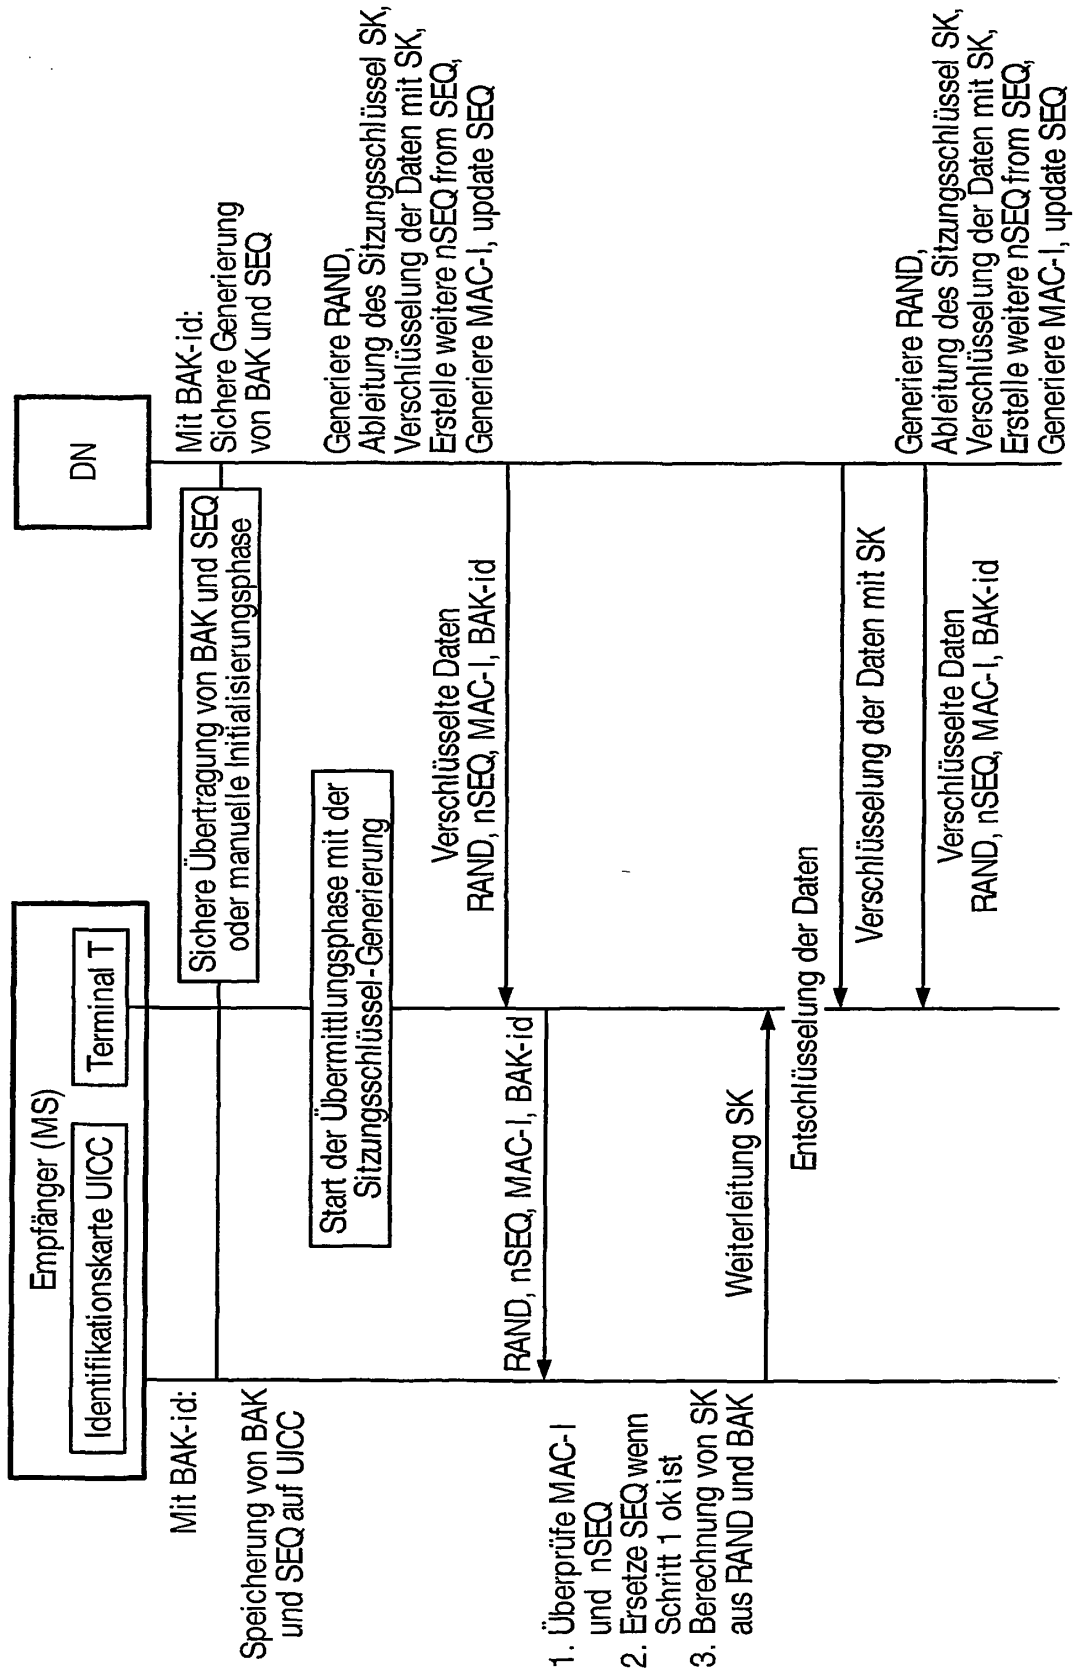 Empfänger (MS)
Identifikationskarte UICC
Terminal T
DN
Mit BAK-id:
Speicherung von BAK
und SEQ auf UICC
Sichere Übertragung von BAK und SEQ
oder manuelle Initialisierungsphase
Mit BAK-id:
Sichere Generierung
von BAK und SEQ
Start der Übermittlungsphase mit der
Sitzungsschlüssel-Generierung
Generiere RAND,
Ableitung des Sitzungsschlüssel SK,
Verschlüsselung der Daten mit SK,
Erstelle weitere nSEQ from SEQ,
Generiere MAC-I, update SEQ
Verschlüsselte Daten
RAND, nSEQ, MAC-I, BAK-id
RAND, nSEQ, MAC-I, BAK-id
1. Überprüfe MAC-I
und nSEQ
2. Ersetze SEQ wenn
Schritt 1 ok ist
3. Berechnung von SK
aus RAND und BAK
Weiterleitung SK
Entschlüsselung der Daten
Verschlüsselung der Daten mit SK
Verschlüsselte Daten
RAND, nSEQ, MAC-I, BAK-id
Generiere RAND,
Ableitung des Sitzungsschlüssel SK,
Verschlüsselung der Daten mit SK,
Erstelle weitere nSEQ from SEQ,
Generiere MAC-I, update SEQ